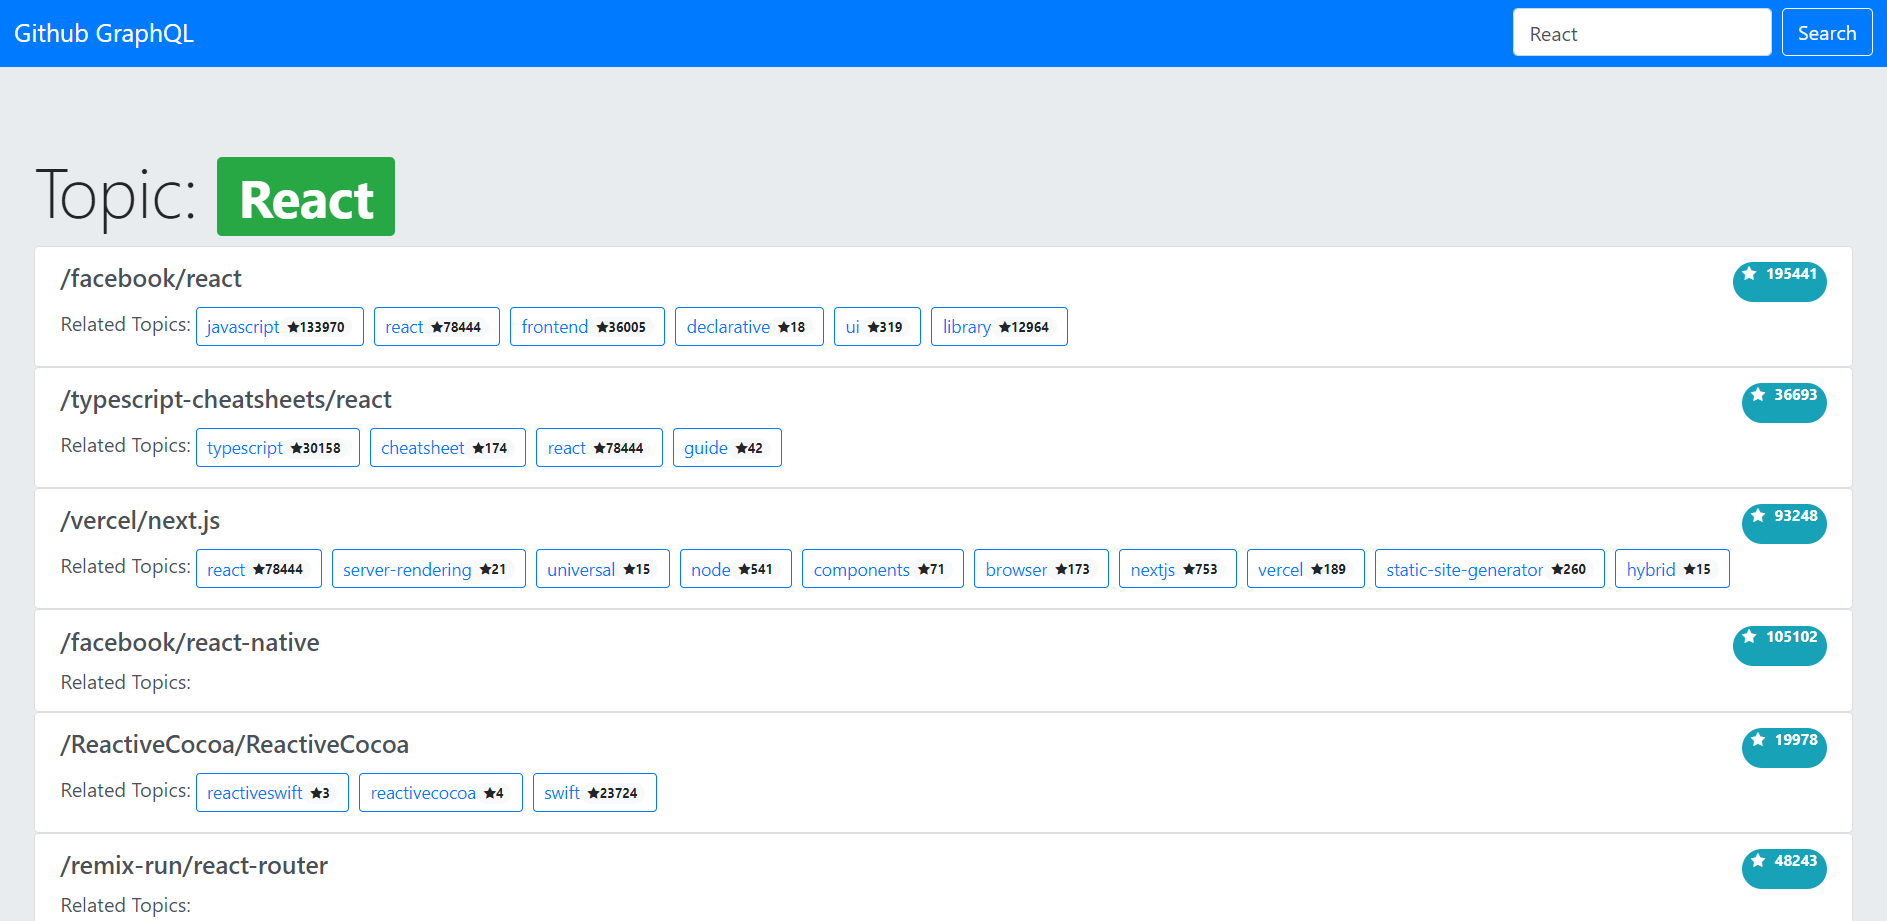 Github GraphQL React Search
Topic: React
/facebook/react 195441
Related Topics: javascript ★133970 react ★78444 frontend ★36005 declarative ★18 ui ★319 library ★12964
/typescript-cheatsheets/react 36693
Related Topics: typescript ★30158 cheatsheet ★174 react ★78444 guide ★42
/vercel/next.js 93248
Related Topics: react ★78444 server-rendering ★21 universal ★15 node ★541 components ★71 browser ★173 nextjs ★753 vercel ★189 static-site-generator ★260 hybrid ★15
/facebook/react-native 105102
Related Topics:
/ReactiveCocoa/ReactiveCocoa 19978
Related Topics: reactiveswift ★3 reactivecocoa ★4 swift ★23724
/remix-run/react-router 48243
Related Topics: